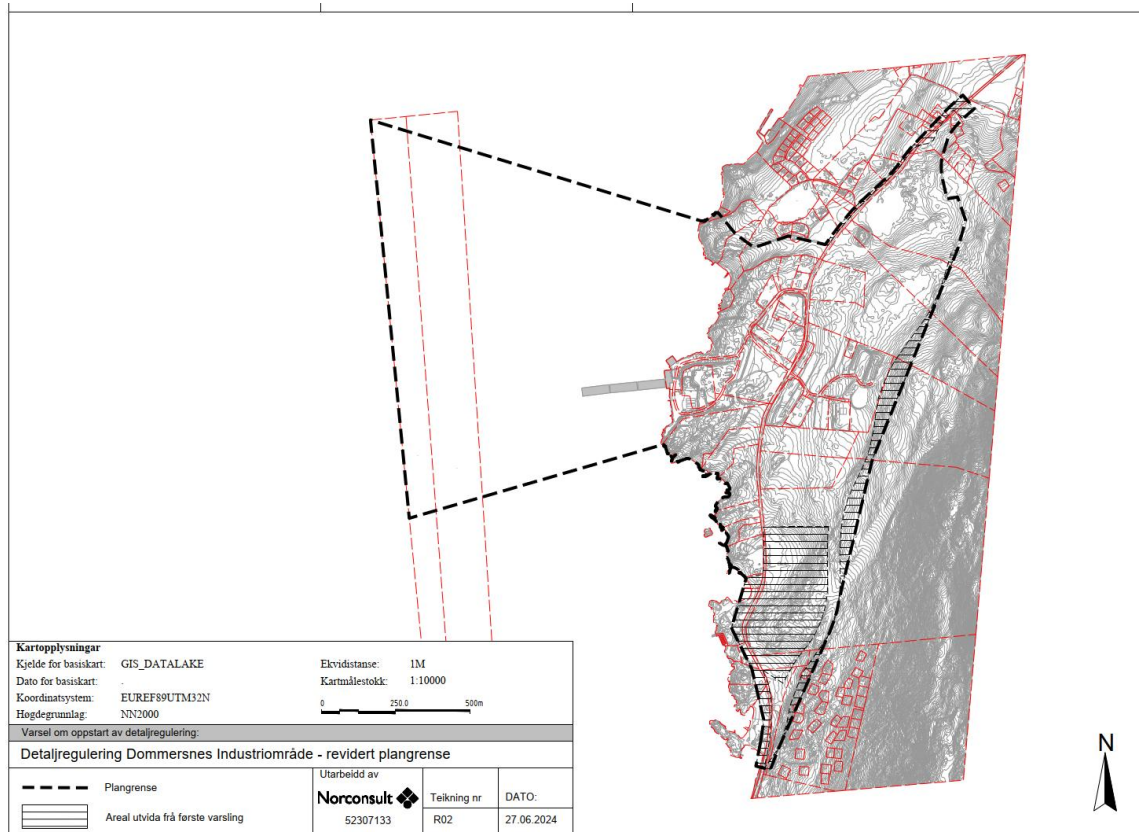 Kartopplysningar
Kjelde for basiskart: GIS_DATALAKE
Dato for basiskart: .
Koordinatsystem: EUREF89UTM32N
Høgdegrunnlag: NN2000
Ekvidistanse: 1M
Kartmålestokk: 1:10000
0 250.0 500m
Varsel om oppstart av detaljregulering:
Detaljregulering Dommersnes Industriområde - revidert plangrense
Plangrense
Areal utvida frå første varsling
Utarbeidd av
Norconsult
52307133
Teikning nr
R02
DATO:
27.06.2024
N